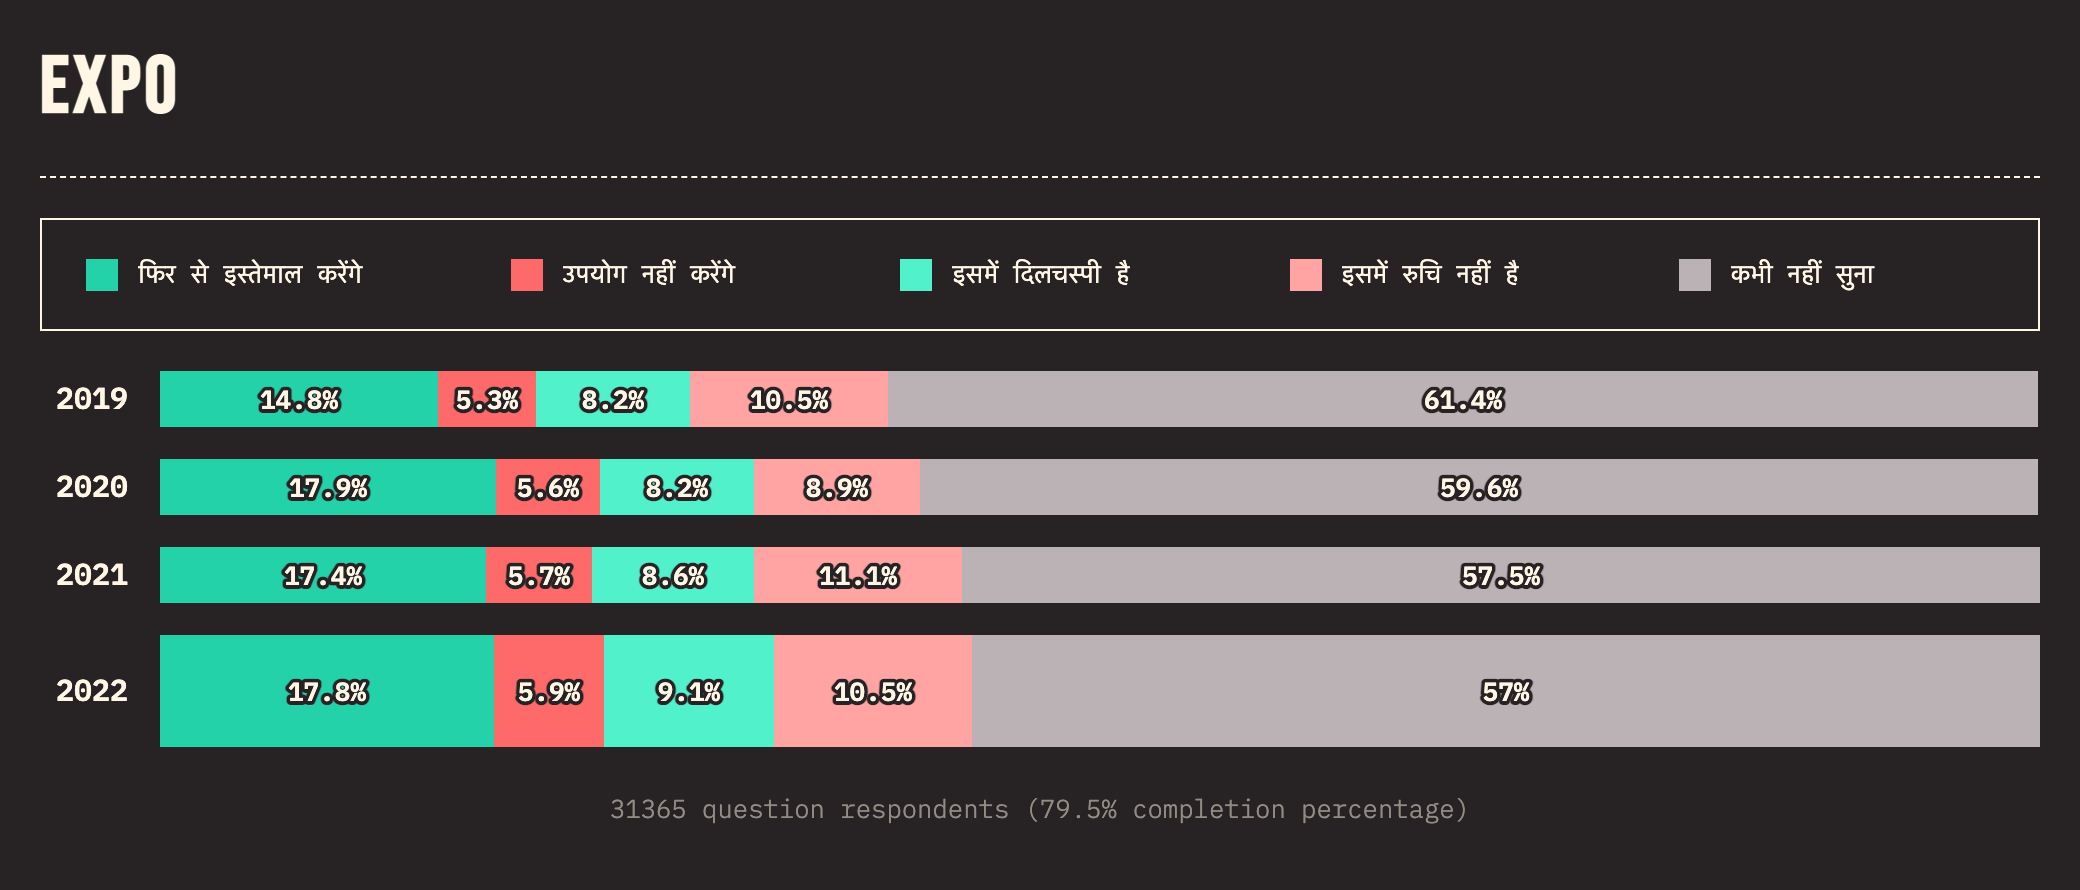 EXPO
फिर से इस्तेमाल करेंगे उपयोग नहीं करेंगे इसमें दिलचस्पी है इसमें रुचि नहीं है कभी नहीं सुना
2019 14.8% 5.3% 8.2% 10.5% 61.4%
2020 17.9% 5.6% 8.2% 8.9% 59.6%
2021 17.4% 5.7% 8.6% 11.1% 57.5%
2022 17.8% 5.9% 9.1% 10.5% 57%
31365 question respondents (79.5% completion percentage)